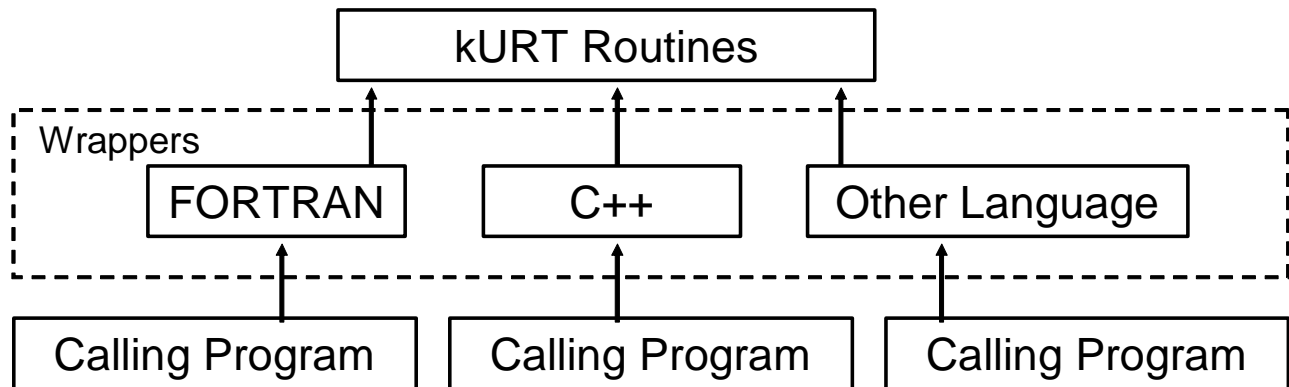 kURT Routines
Wrappers
FORTRAN
C++
Other Language
Calling Program
Calling Program
Calling Program